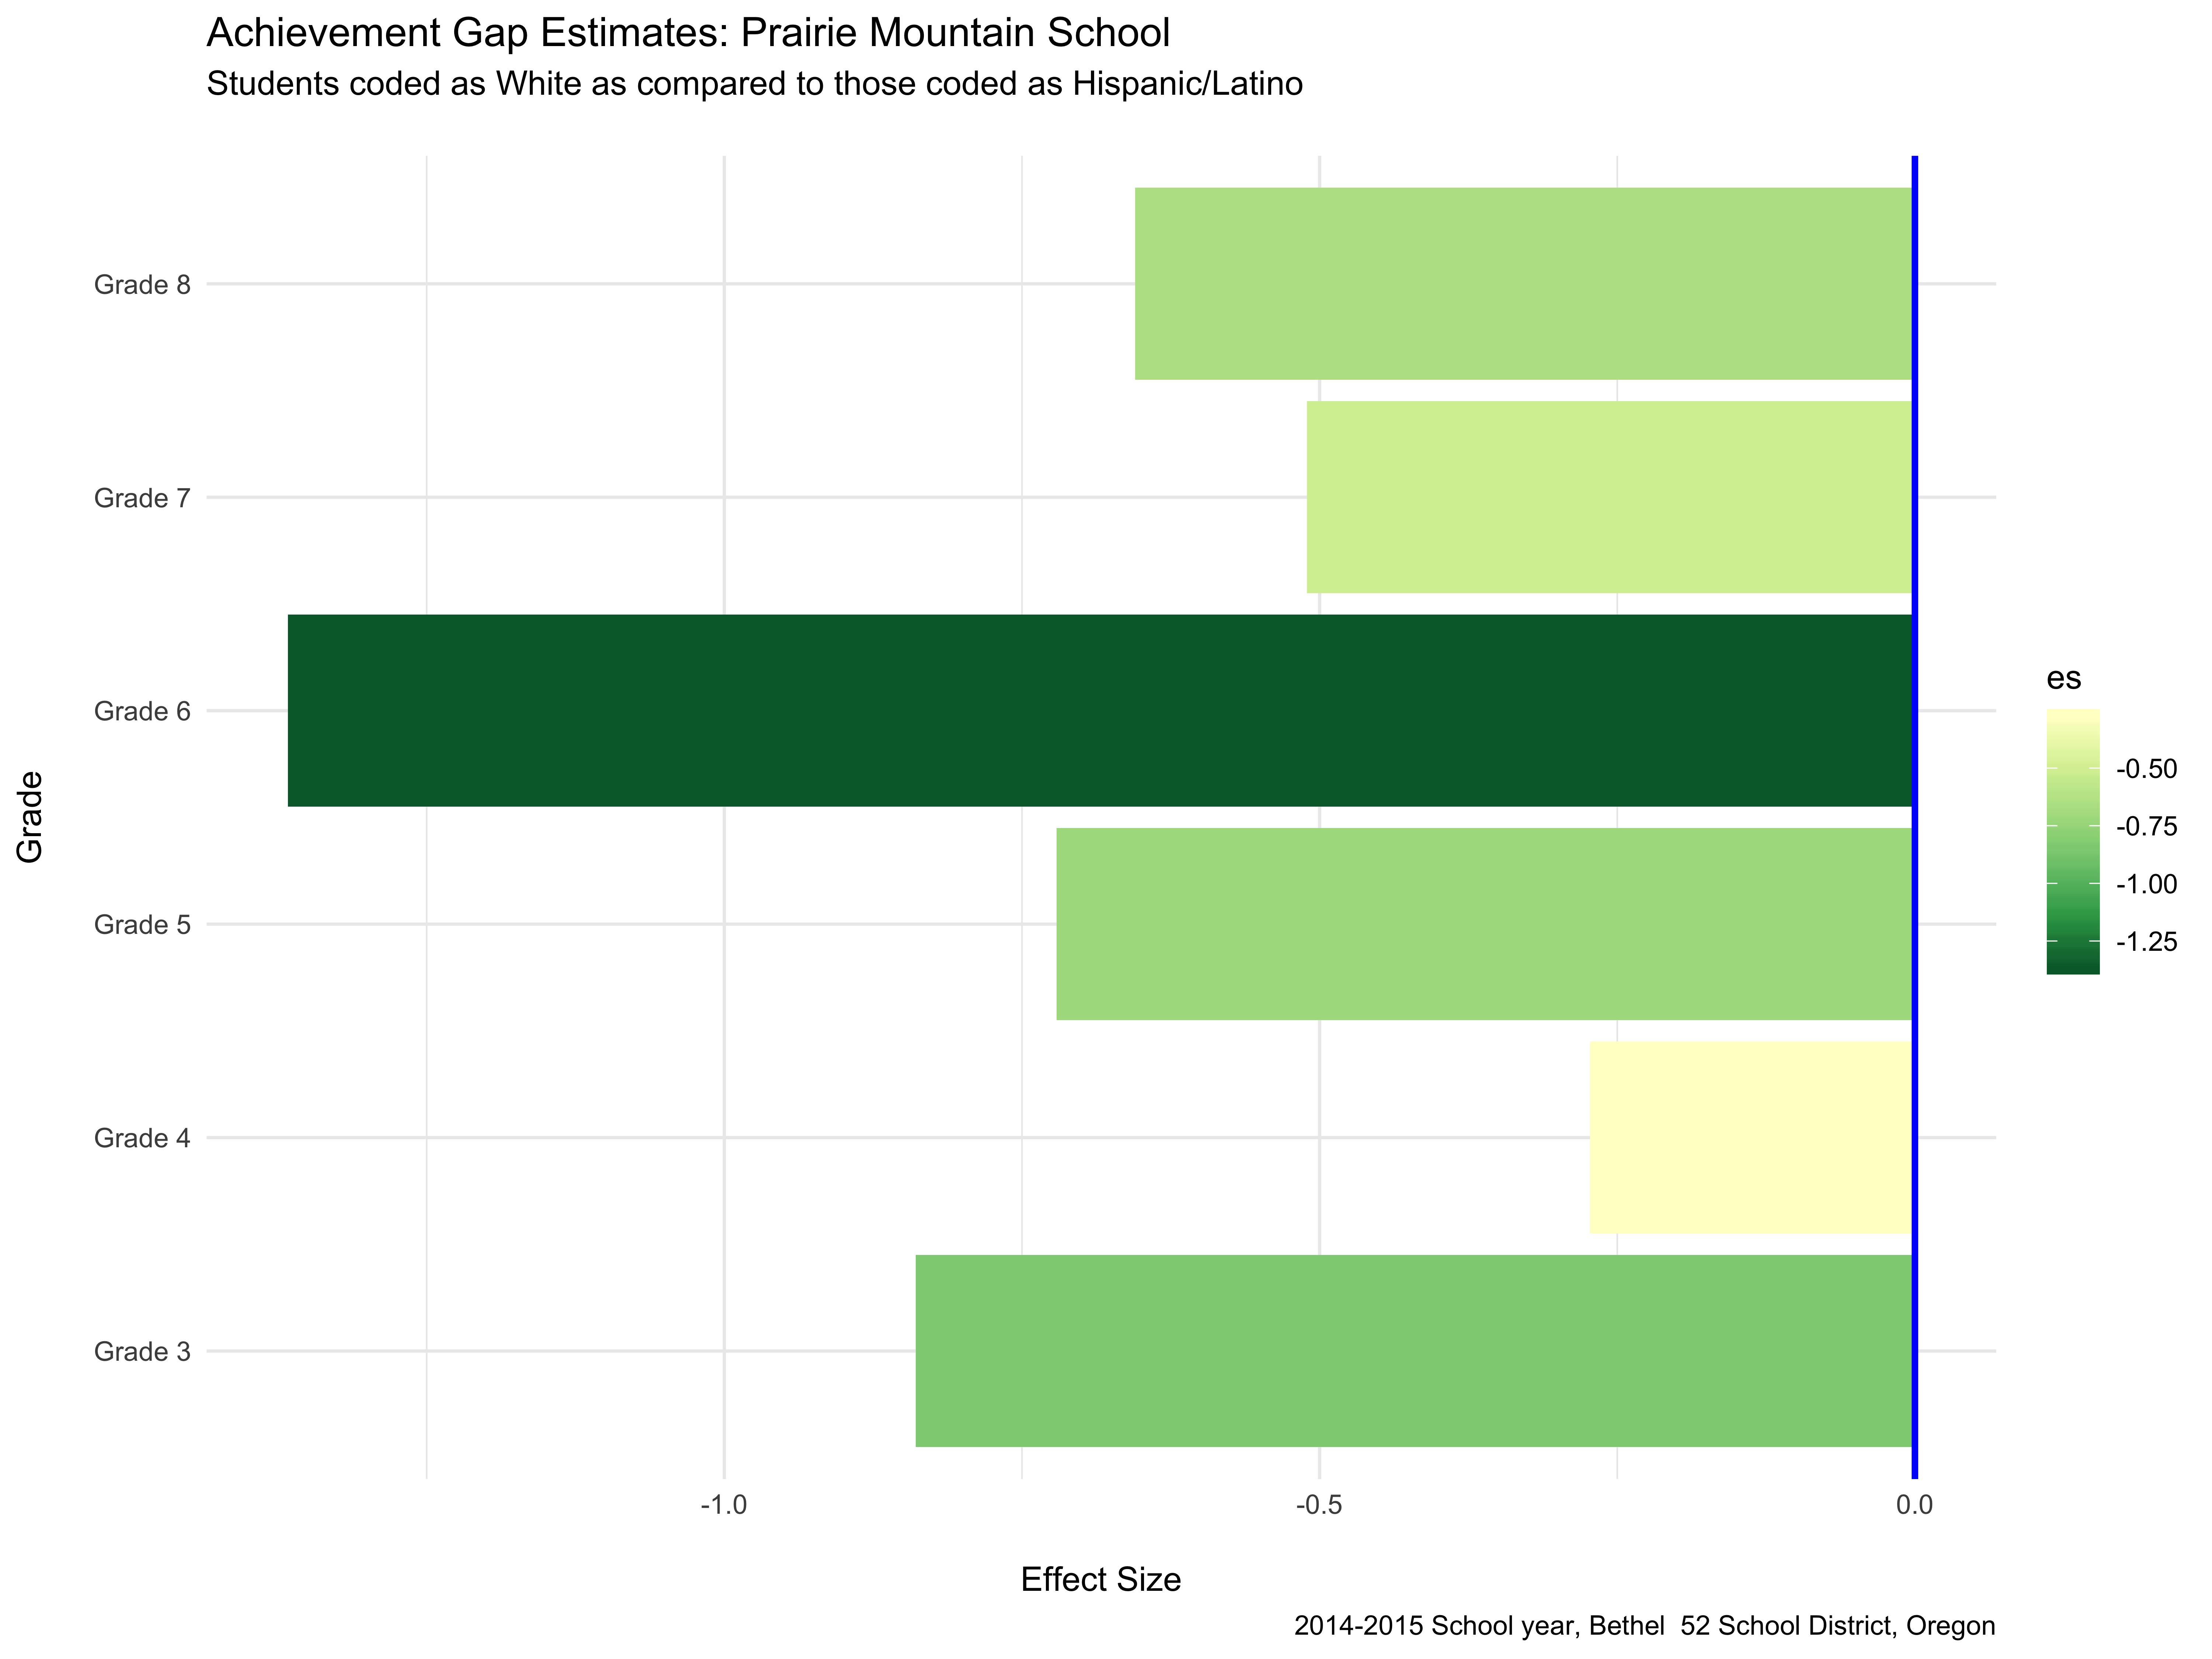 Achievement Gap Estimates: Prairie Mountain School
Students coded as White as compared to those coded as Hispanic/Latino
Grade 8
Grade 7
Grade 6
Grade 5
Grade 4
Grade 3
Grade
-1.0
-0.5
0.0
Effect Size
es
-0.50
-0.75
-1.00
-1.25
2014-2015 School year, Bethel  52 School District, Oregon